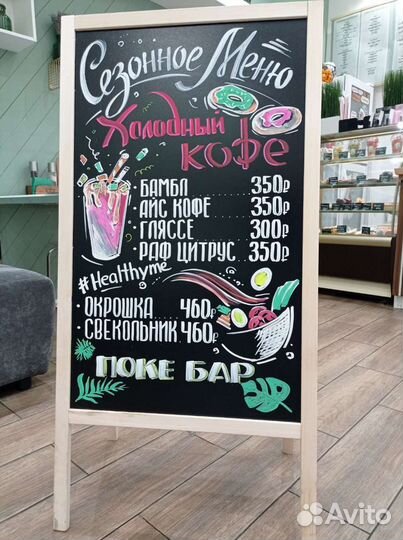 Сезонное Меню
Холодный
кофе
· БАМБЛ ...... 350₽
· АЙС КОФЕ ... 350₽
· ГЛЯССЕ ..... 300₽
· РАФ ЦИТРУС .. 350₽
#Healthyme
· ОКРОШКА 460₽
· СВЕКОЛЬНИК · 460₽
ПОКЕ БАР
Avito